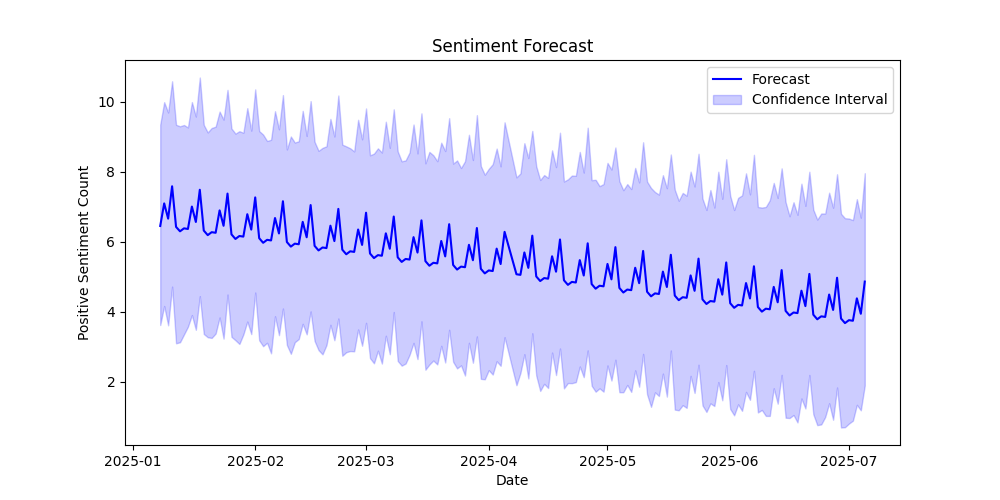 Sentiment Forecast
Forecast
Confidence Interval
Positive Sentiment Count
10
8
6
4
2
2025-01
2025-02
2025-03
2025-04
2025-05
2025-06
2025-07
Date